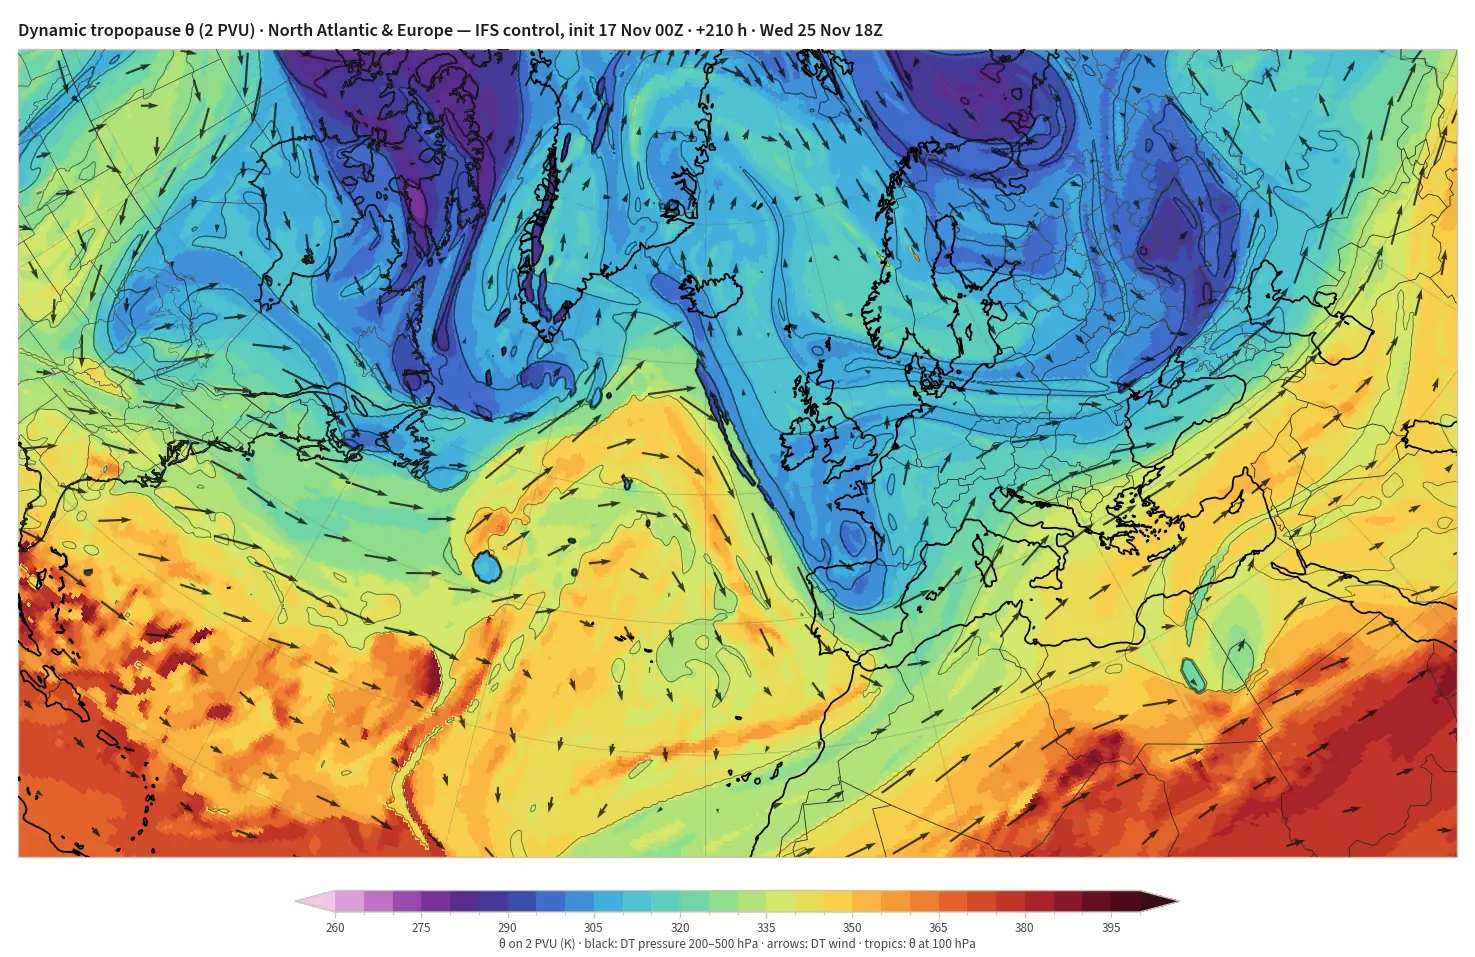 Dynamic tropopause θ (2 PVU) · North Atlantic & Europe — IFS control, init 17 Nov 00Z · +210 h · Wed 25 Nov 18Z
260 275 290 305 320 335 350 365 380 395
θ on 2 PVU (K) · black: DT pressure 200–500 hPa · arrows: DT wind · tropics: θ at 100 hPa